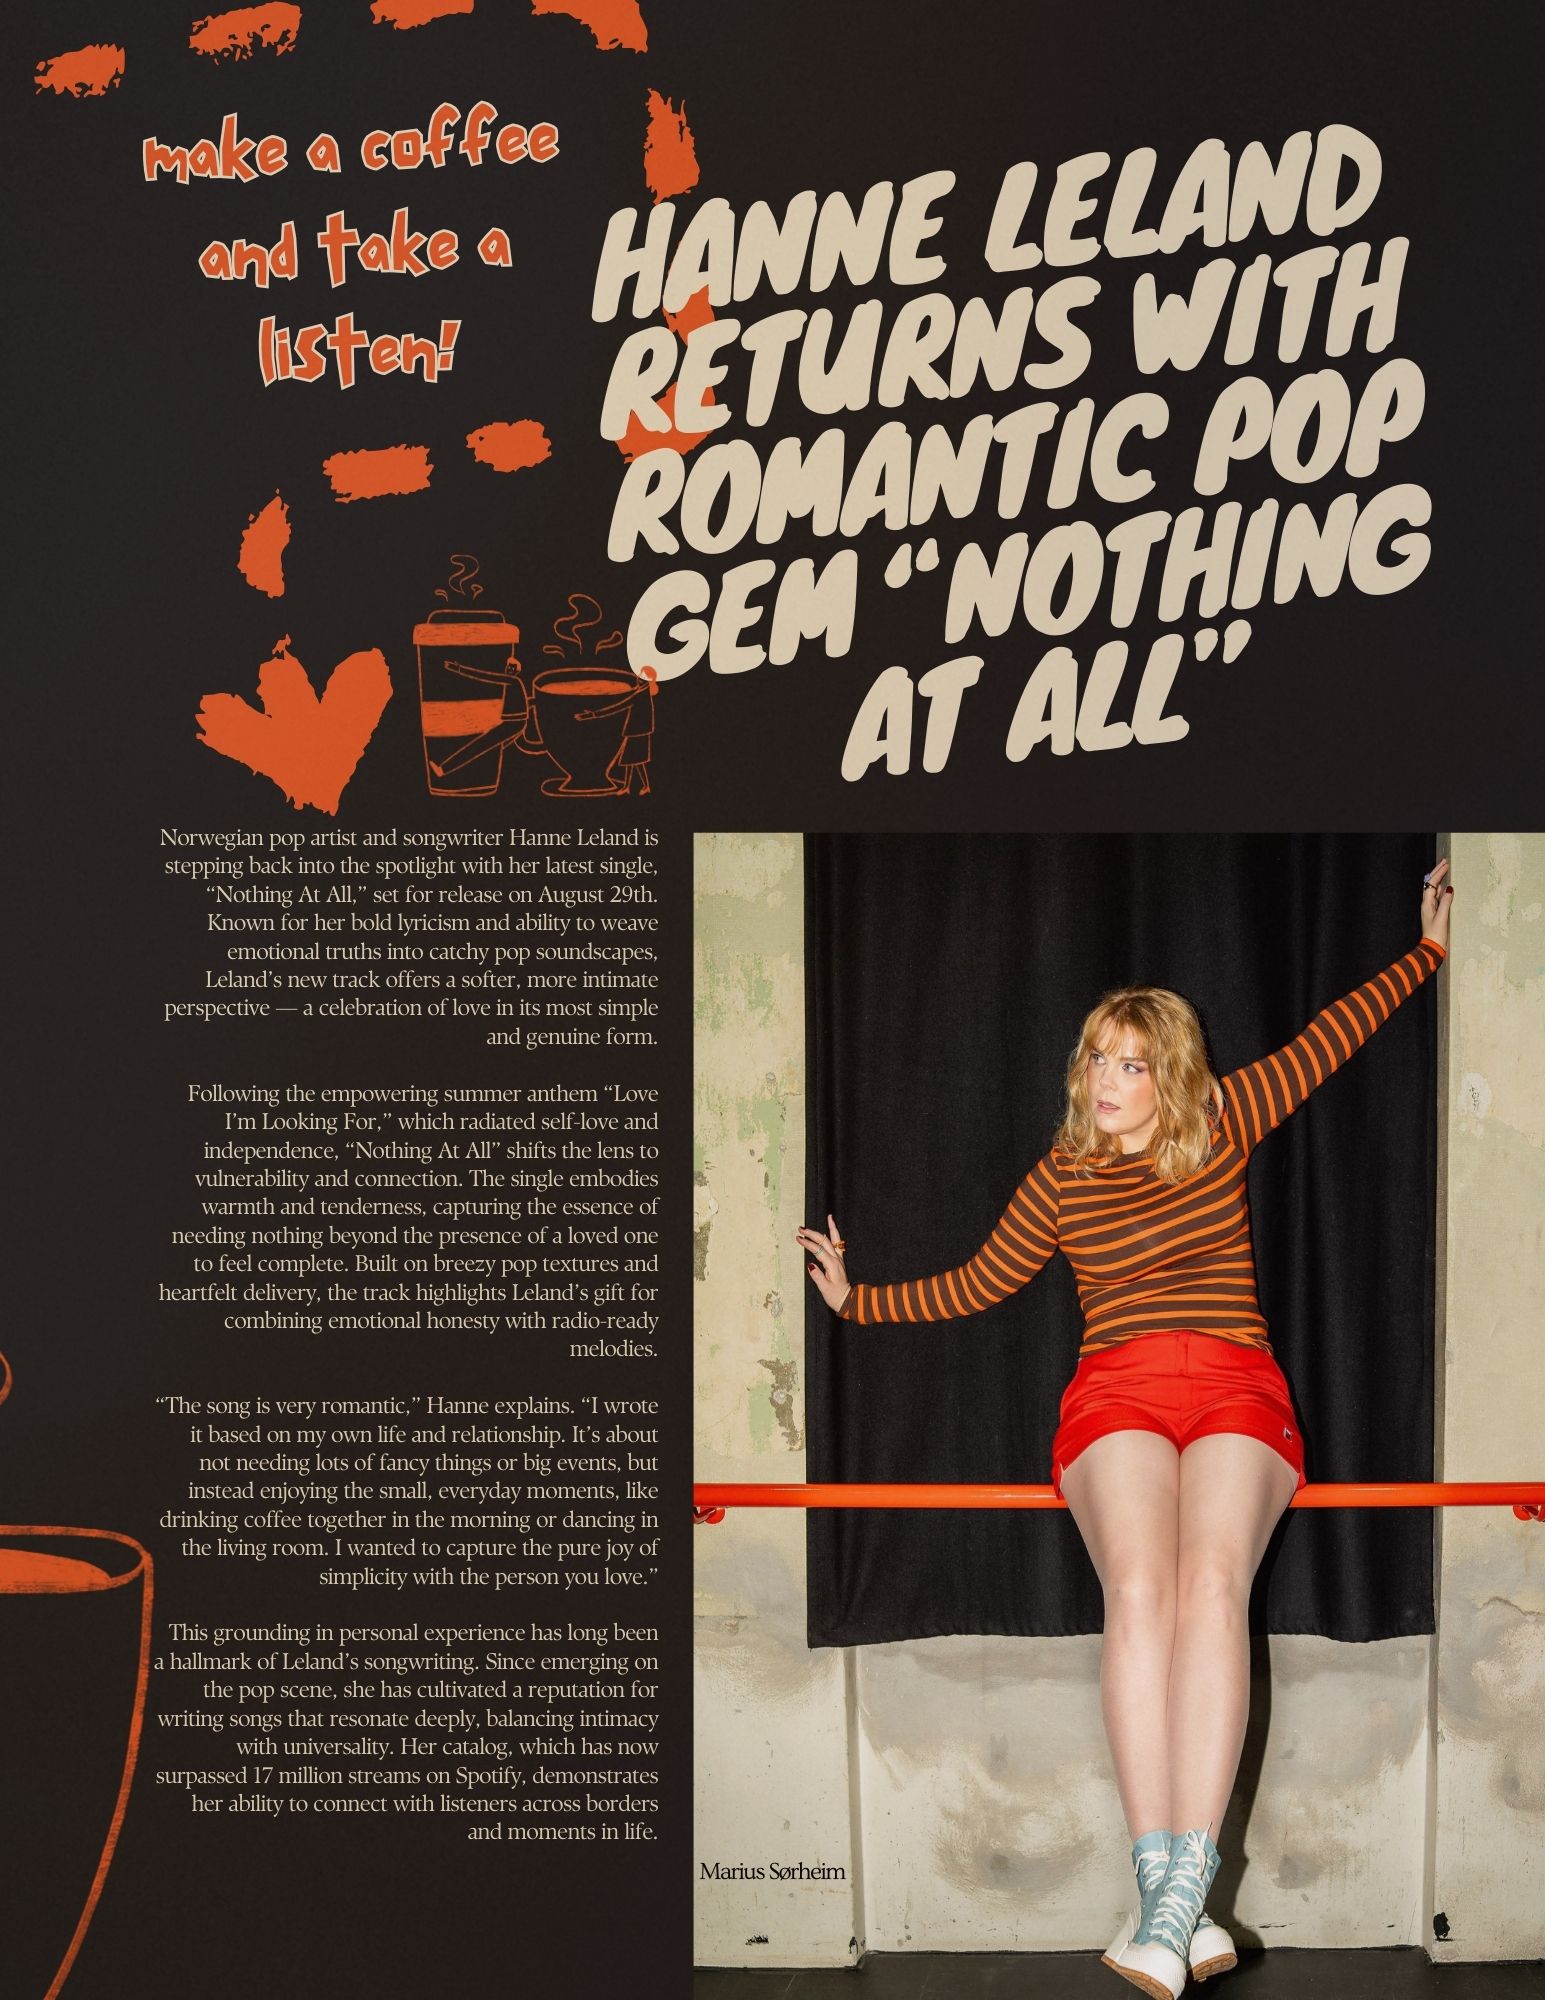 make a coffee
and take a
listen!
HANNE LELAND
RETURNS WITH
ROMANTIC POP
GEM “NOTHING
AT ALL”
Norwegian pop artist and songwriter Hanne Leland is
stepping back into the spotlight with her latest single,
“Nothing At All,” set for release on August 29th.
Known for her bold lyricism and ability to weave
emotional truths into catchy pop soundscapes,
Leland’s new track offers a softer, more intimate
perspective — a celebration of love in its most simple
and genuine form.
Following the empowering summer anthem “Love
I’m Looking For,” which radiated self-love and
independence, “Nothing At All” shifts the lens to
vulnerability and connection. The single embodies
warmth and tenderness, capturing the essence of
needing nothing beyond the presence of a loved one
to feel complete. Built on breezy pop textures and
heartfelt delivery, the track highlights Leland’s gift for
combining emotional honesty with radio-ready
melodies.
“The song is very romantic,” Hanne explains. “I wrote
it based on my own life and relationship. It’s about
not needing lots of fancy things or big events, but
instead enjoying the small, everyday moments, like
drinking coffee together in the morning or dancing in
the living room. I wanted to capture the pure joy of
simplicity with the person you love.”
This grounding in personal experience has long been
a hallmark of Leland’s songwriting. Since emerging on
the pop scene, she has cultivated a reputation for
writing songs that resonate deeply, balancing intimacy
with universality. Her catalog, which has now
surpassed 17 million streams on Spotify, demonstrates
her ability to connect with listeners across borders
and moments in life.
Marius Sørheim